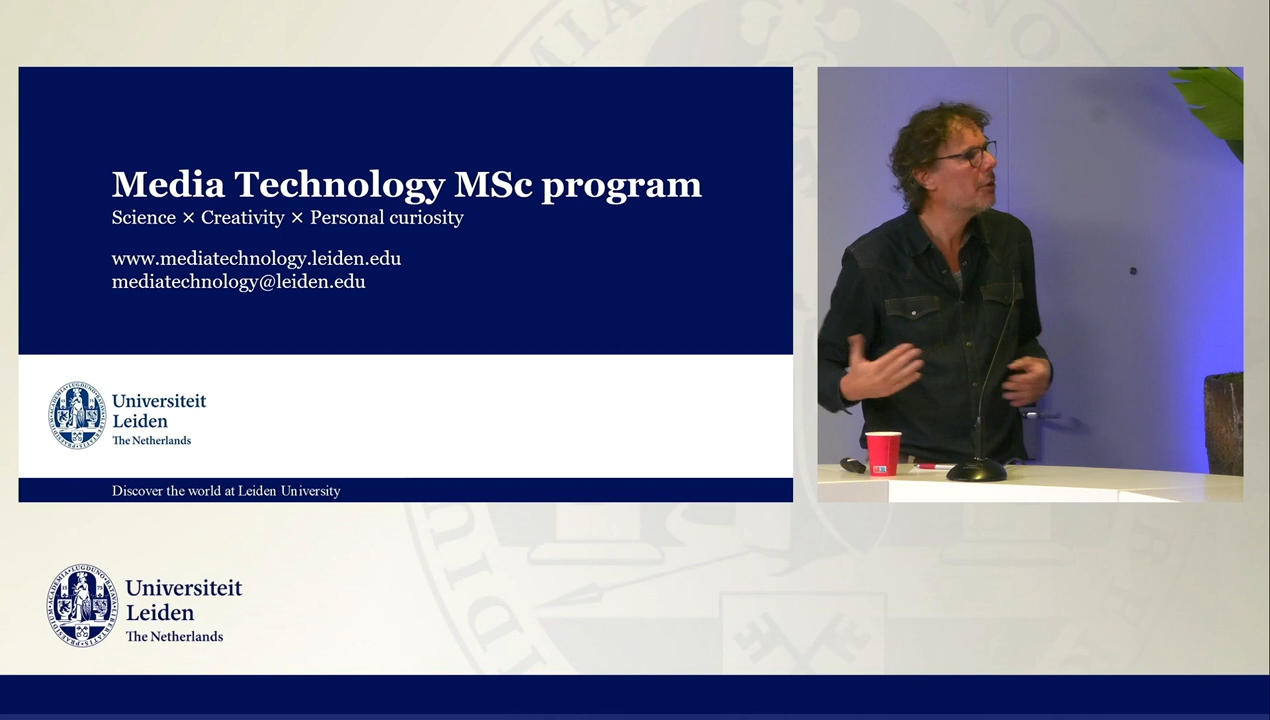 Media Technology MSc program
Science × Creativity × Personal curiosity
www.mediatechnology.leiden.edu
mediatechnology@leiden.edu
Universiteit
Leiden
The Netherlands
Discover the world at Leiden University
Universiteit
Leiden
The Netherlands